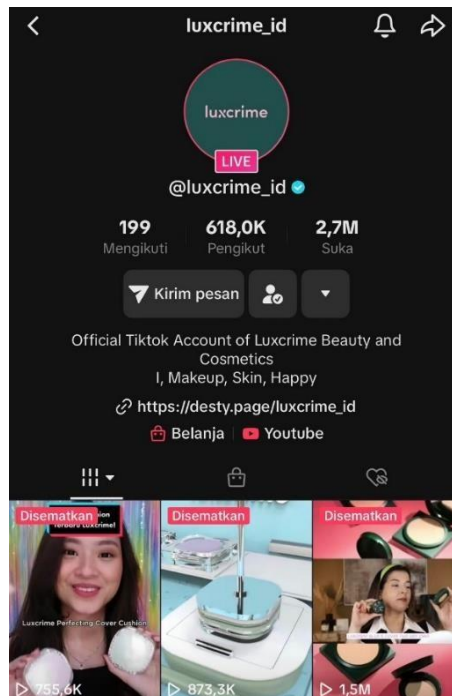 luxcrime_id
luxcrime
LIVE
@luxcrime_id
199 618,0K 2,7M
Mengikuti Pengikut Suka
Kirim pesan
Official Tiktok Account of Luxcrime Beauty and
Cosmetics
I, Makeup, Skin, Happy
https://desty.page/luxcrime_id
Belanja Youtube
Disematkan
Terbaru Luxcrime!
Luxcrime Perfecting Cover Cushion
755,6K
Disematkan
873,3K
Disematkan
1,5M